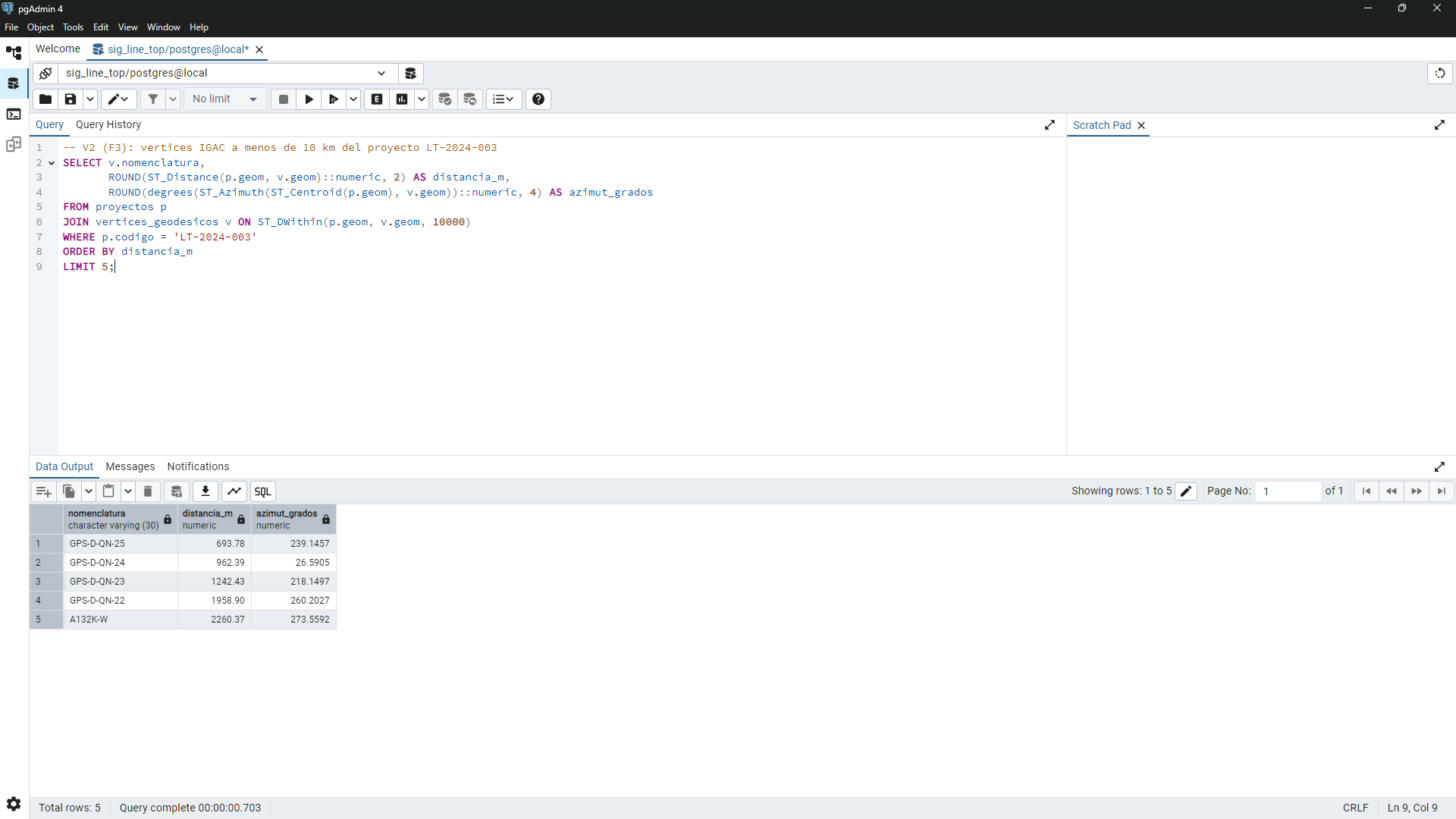 pgAdmin 4
File Object Tools Edit View Window Help
Welcome sig_line_top/postgres@local*
sig_line_top/postgres@local
No limit E SQL
Query Query History Scratch Pad
1 -- V2 (F3): vertices IGAC a menos de 10 km del proyecto LT-2024-003
2 SELECT v.nomenclatura,
3 ROUND(ST_Distance(p.geom, v.geom)::numeric, 2) AS distancia_m,
4 ROUND(degrees(ST_Azimuth(ST_Centroid(p.geom), v.geom))::numeric, 4) AS azimut_grados
5 FROM proyectos p
6 JOIN vertices_geodesicos v ON ST_DWithin(p.geom, v.geom, 10000)
7 WHERE p.codigo = 'LT-2024-003'
8 ORDER BY distancia_m
9 LIMIT 5;
Data Output Messages Notifications
SQL Showing rows: 1 to 5 Page No: 1 of 1
nomenclatura distancia_m azimut_grados
character varying (30) numeric numeric
1 GPS-D-QN-25 693.78 239.1457
2 GPS-D-QN-24 962.39 26.5905
3 GPS-D-QN-23 1242.43 218.1497
4 GPS-D-QN-22 1958.90 260.2027
5 A132K-W 2260.37 273.5592
Total rows: 5 Query complete 00:00:00.703 CRLF Ln 9, Col 9